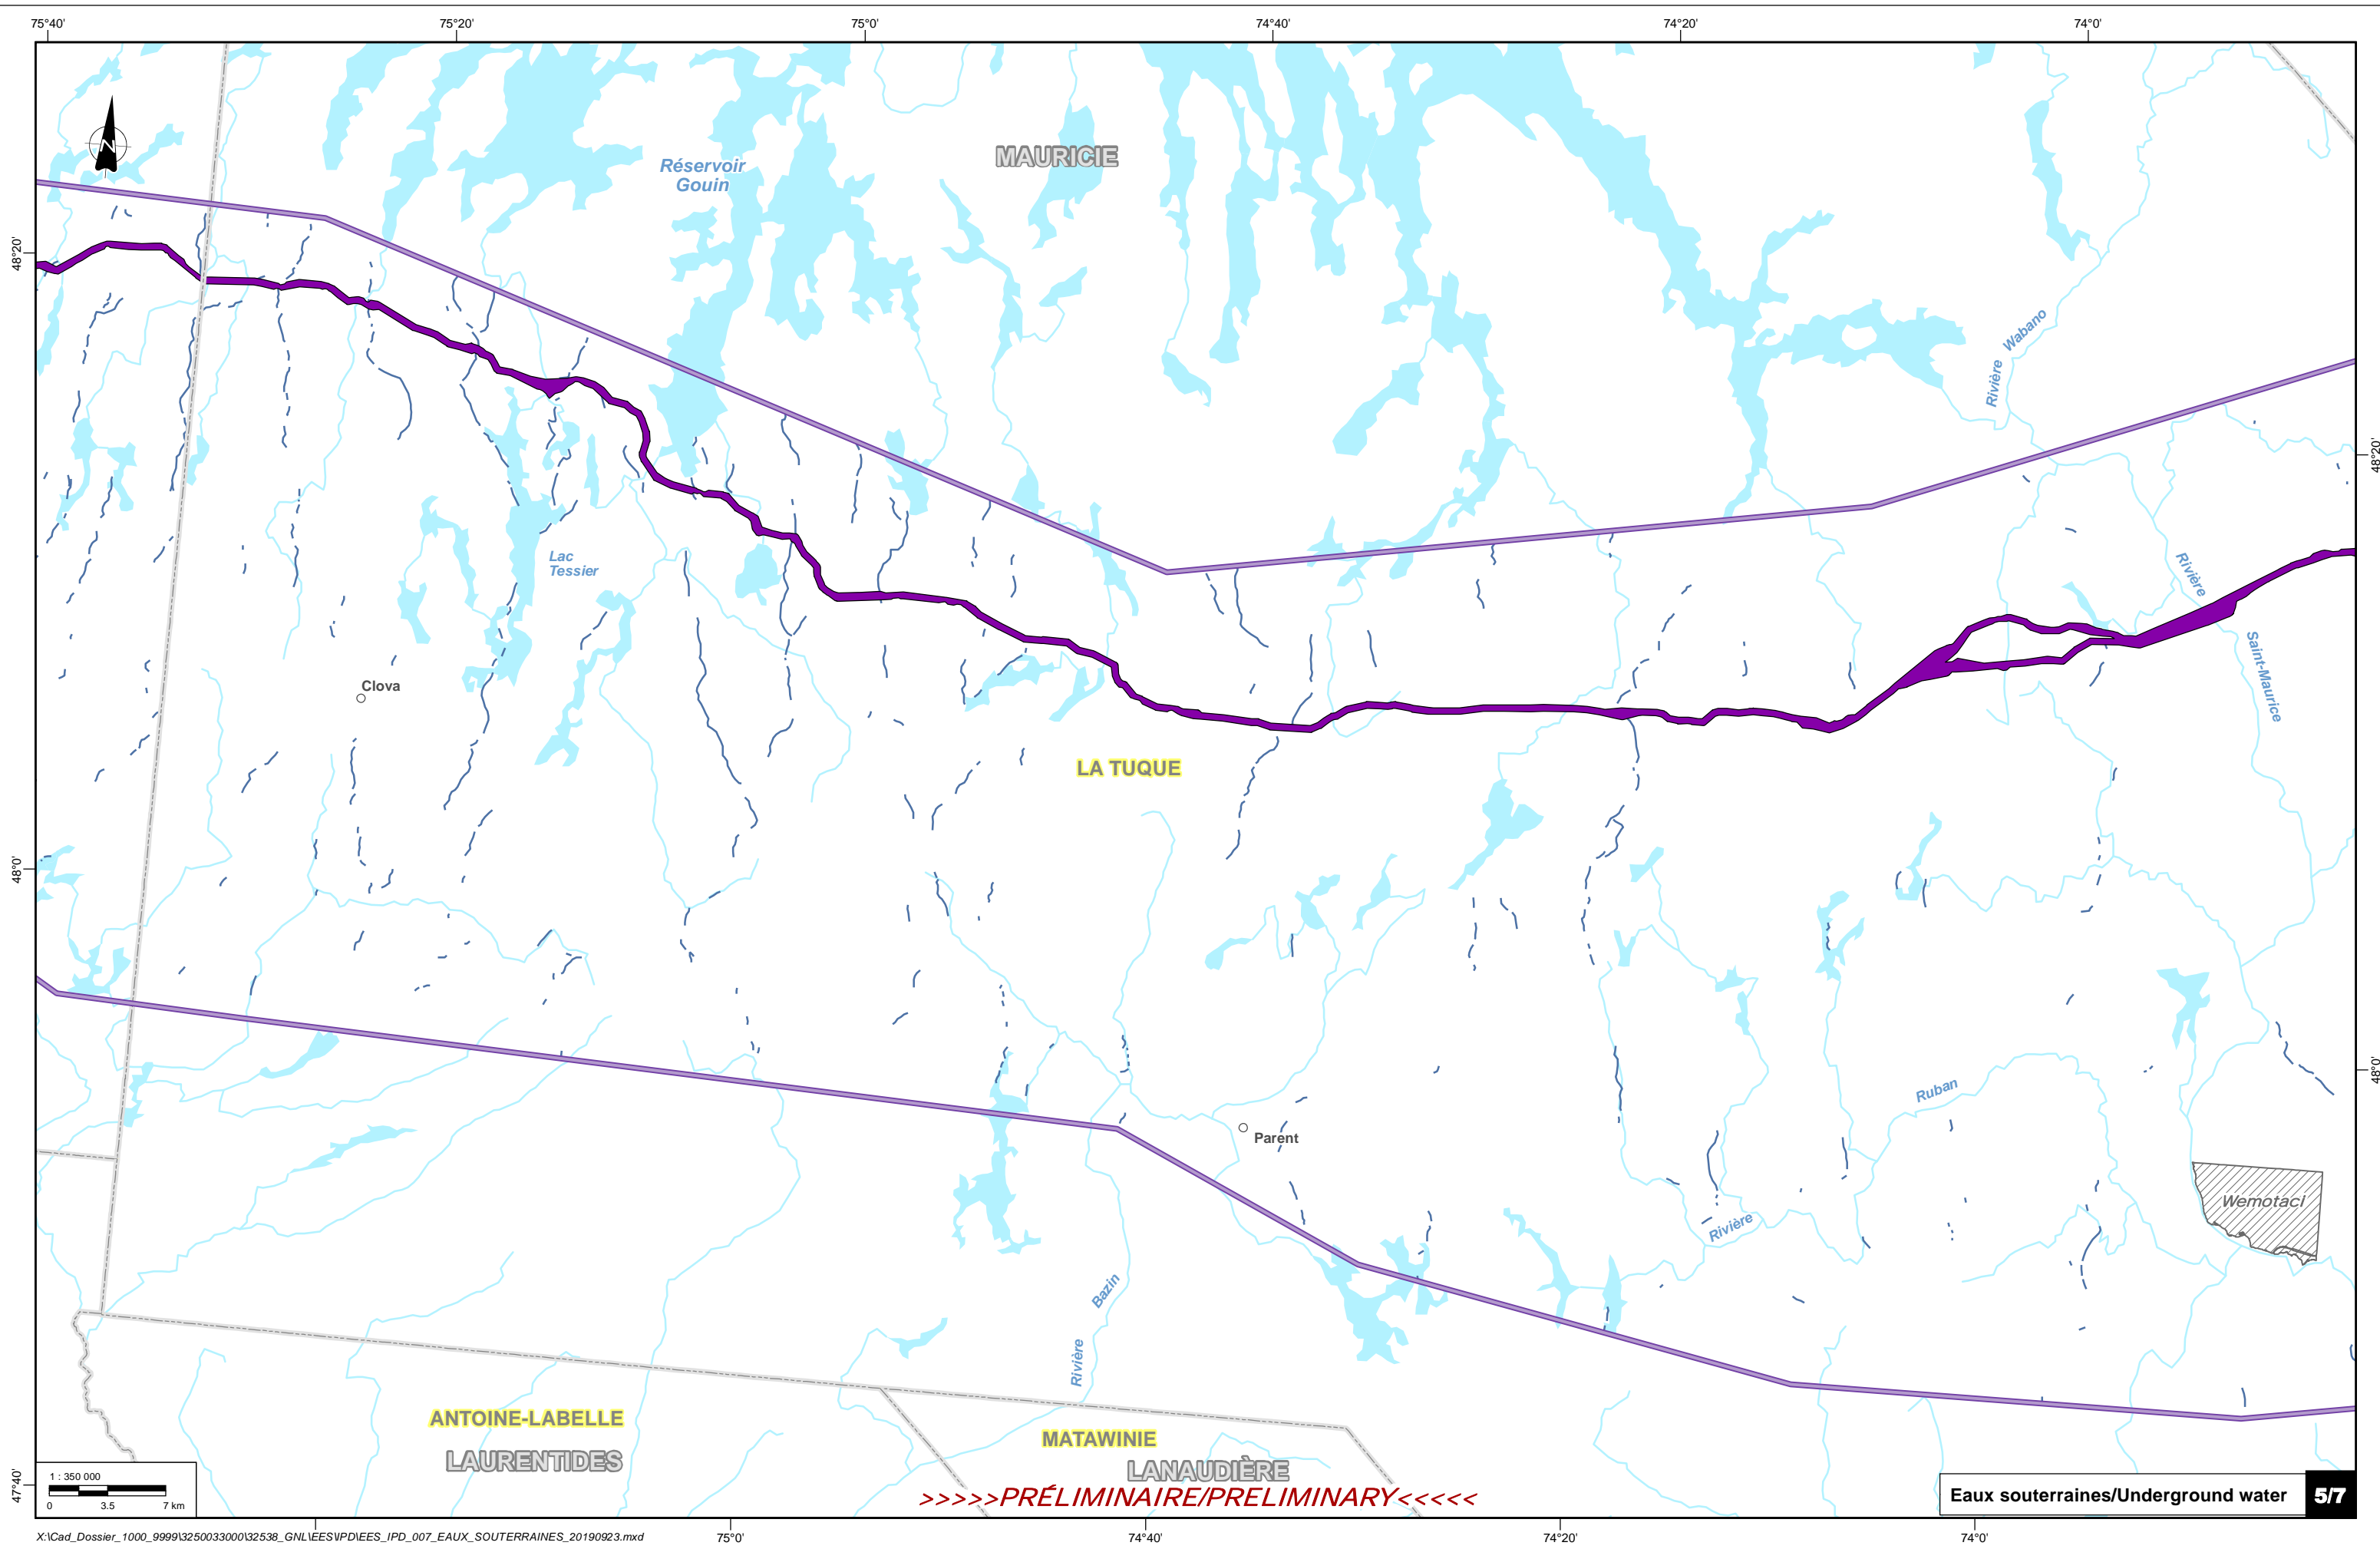 75°40'
75°20'
75°0'
74°40'
74°20'
74°0'
N
MAURICIE
Réservoir
Gouin
48°20'
Rivière
Wabano
48°20'
Lac
Tessier
Rivière
Saint-Maurice
Clova
LA TUQUE
48°0'
48°0'
Ruban
Parent
Wemotaci
Rivière
Bazin
Rivière
ANTOINE-LABELLE
MATAWINIE
LAURENTIDES
LANAUDIÈRE
47°40'
1 : 350 000
0 3.5 7 km
>>>>>PRÉLIMINAIRE/PRELIMINARY<<<<<
Eaux souterraines/Underground water 5/7
X:\Cad_Dossier_1000_9999\3250033000\32538_GNL\EES\IPD\EES_IPD_007_EAUX_SOUTERRAINES_20190923.mxd
75°0'
74°40'
74°20'
74°0'